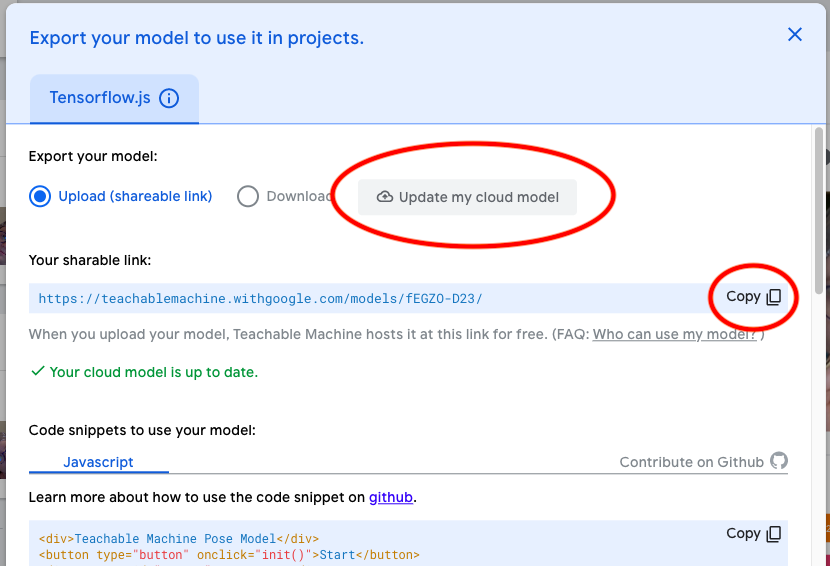 Export your model to use it in projects.
Tensorflow.js
Export your model:
Upload (shareable link) Download Update my cloud model
Your sharable link:
https://teachablemachine.withgoogle.com/models/fEGZO-D23/ Copy
When you upload your model, Teachable Machine hosts it at this link for free. (FAQ: Who can use my model? )
Your cloud model is up to date.
Code snippets to use your model:
Javascript Contribute on Github
Learn more about how to use the code snippet on github.
Copy
<div>Teachable Machine Pose Model</div>
<button type="button" onclick="init()">Start</button>